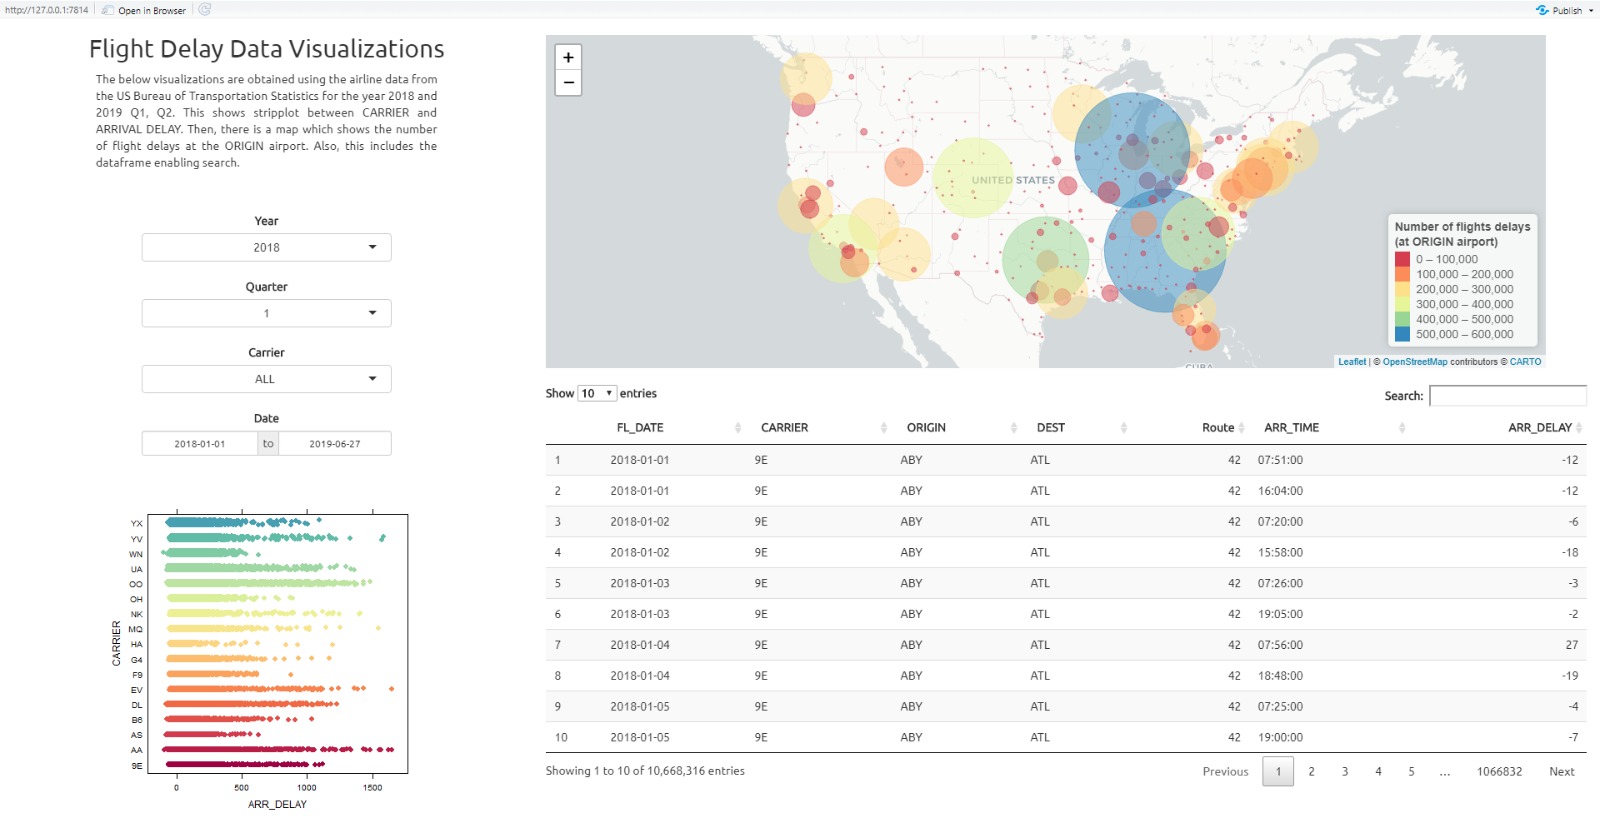 http://127.0.0.1:7814 Open in Browser Publish
Flight Delay Data Visualizations
The below visualizations are obtained using the airline data from
the US Bureau of Transportation Statistics for the year 2018 and
2019 Q1, Q2. This shows stripplot between CARRIER and
ARRIVAL DELAY. Then, there is a map which shows the number
of flight delays at the ORIGIN airport. Also, this includes the
dataframe enabling search.
Year
2018
Quarter
1
Carrier
ALL
Date
2018-01-01 to 2019-06-27
YX
YV
WN
UA
OO
OH
NK
MQ
HA
G4
F9
EV
DL
B6
AS
AA
9E
CARRIER
0 500 1000 1500
ARR_DELAY
+
−
UNITED STATES
CUBA
Number of flights delays
(at ORIGIN airport)
0 – 100,000
100,000 – 200,000
200,000 – 300,000
300,000 – 400,000
400,000 – 500,000
500,000 – 600,000
Leaflet | © OpenStreetMap contributors © CARTO
Show 10 entries Search:
FL_DATE CARRIER ORIGIN DEST Route ARR_TIME ARR_DELAY
1 2018-01-01 9E ABY ATL 42 07:51:00 -12
2 2018-01-01 9E ABY ATL 42 16:04:00 -12
3 2018-01-02 9E ABY ATL 42 07:20:00 -6
4 2018-01-02 9E ABY ATL 42 15:58:00 -18
5 2018-01-03 9E ABY ATL 42 07:26:00 -3
6 2018-01-03 9E ABY ATL 42 19:05:00 -2
7 2018-01-04 9E ABY ATL 42 07:56:00 27
8 2018-01-04 9E ABY ATL 42 18:48:00 -19
9 2018-01-05 9E ABY ATL 42 07:25:00 -4
10 2018-01-05 9E ABY ATL 42 19:00:00 -7
Showing 1 to 10 of 10,668,316 entries Previous 1 2 3 4 5 ... 1066832 Next